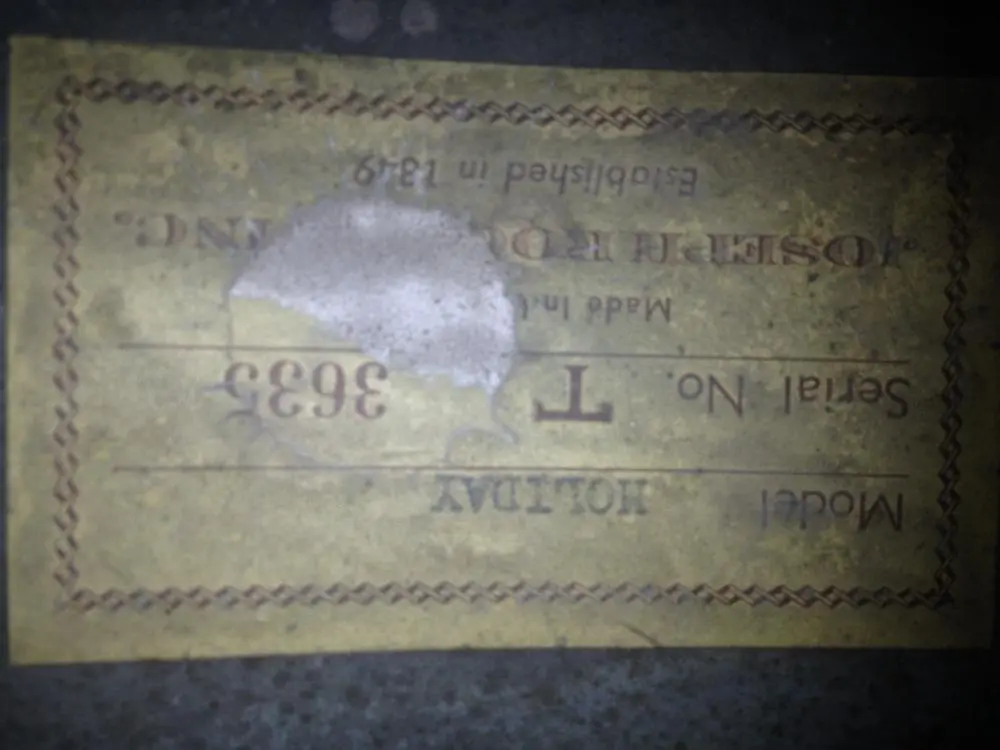 Established in 1849
JOSEPH INC.
Made In
Serial No. T 3635
Model HOLIDAY